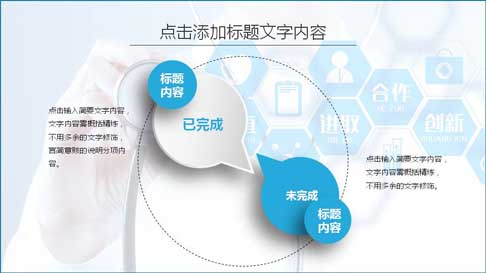 点击添加标题文字内容
标题
内容
已完成
点击输入简要文字内容，
文字内容需概括精炼，
不用多余的文字修饰，
言简意赅的说明分项内
容。
合作
进取
创新
未完成
标题
内容
点击输入简要文字内容，
文字内容需概括精炼，
不用多余的文字修饰。